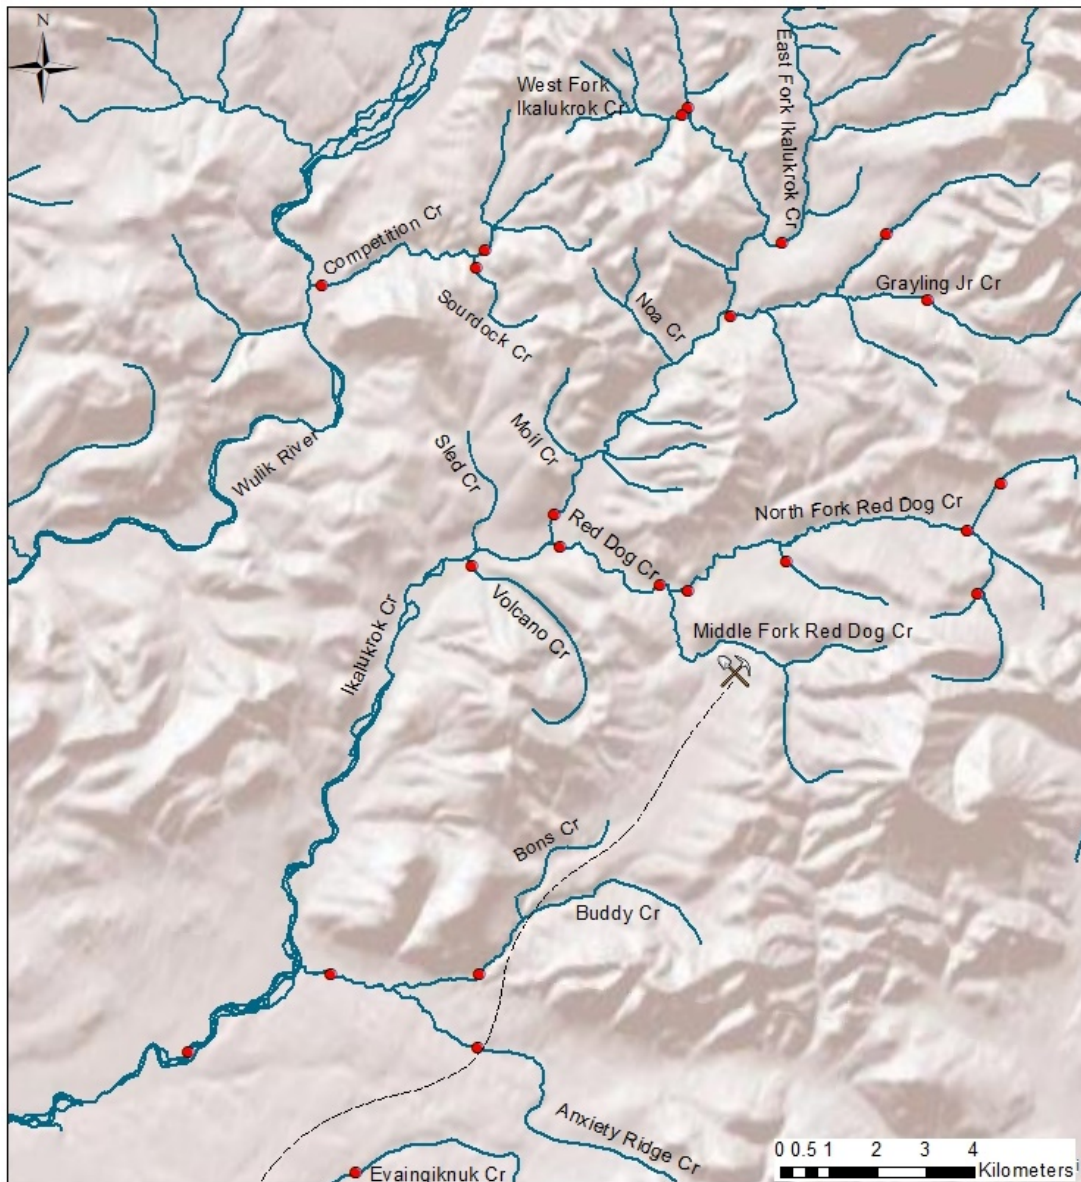 N
West Fork
Ikalukrok Cr
East Fork Ikalukrok Cr
Competition Cr
Grayling Jr Cr
Sourdock Cr
Noa Cr
Moil Cr
Sled Cr
Wulik River
North Fork Red Dog Cr
Red Dog Cr
Volcano Cr
Ikalukrok Cr
Middle Fork Red Dog Cr
Bons Cr
Buddy Cr
Anxiety Ridge Cr
Evaingiknuk Cr
0 0.5 1 2 3 4
Kilometers